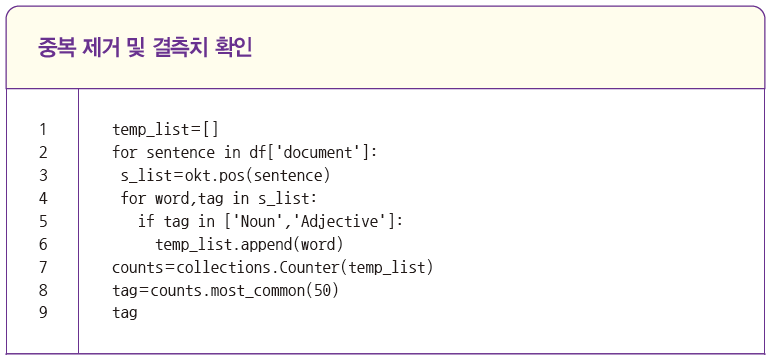 중복 제거 및 결측치 확인
1 temp_list=[]
2 for sentence in df['document']:
3  s_list=okt.pos(sentence)
4  for word,tag in s_list:
5    if tag in ['Noun','Adjective']:
6      temp_list.append(word)
7 counts=collections.Counter(temp_list)
8 tag=counts.most_common(50)
9 tag